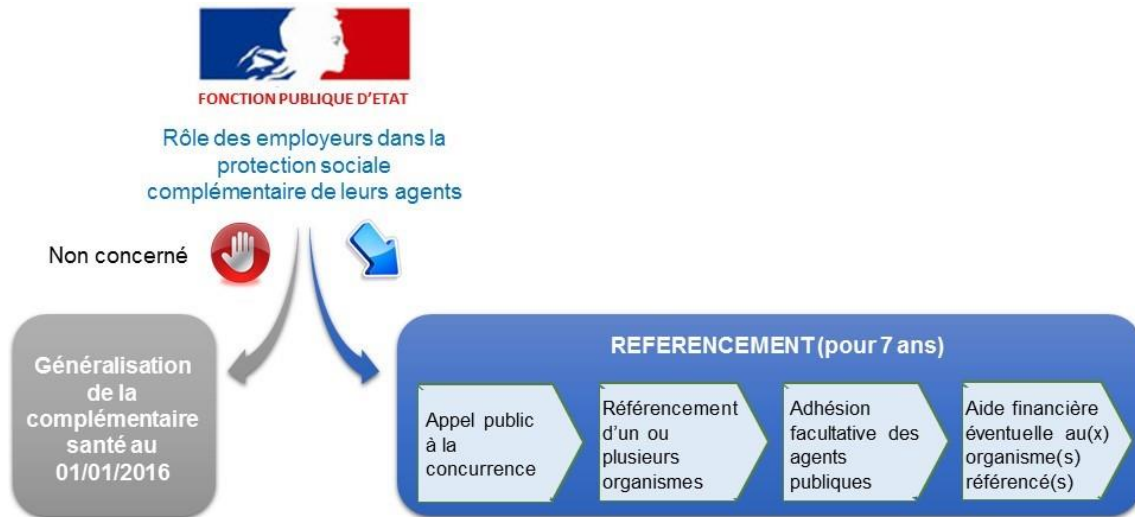 FONCTION PUBLIQUE D'ETAT
Rôle des employeurs dans la
protection sociale
complémentaire de leurs agents
Non concerné
Généralisation
de la
complémentaire
santé au
01/01/2016
REFERENCEMENT (pour 7 ans)
Appel public
à la
concurrence
Référencement
d'un ou
plusieurs
organismes
Adhésion
facultative des
agents
publiques
Aide financière
éventuelle au(x)
organisme(s)
référencé(s)